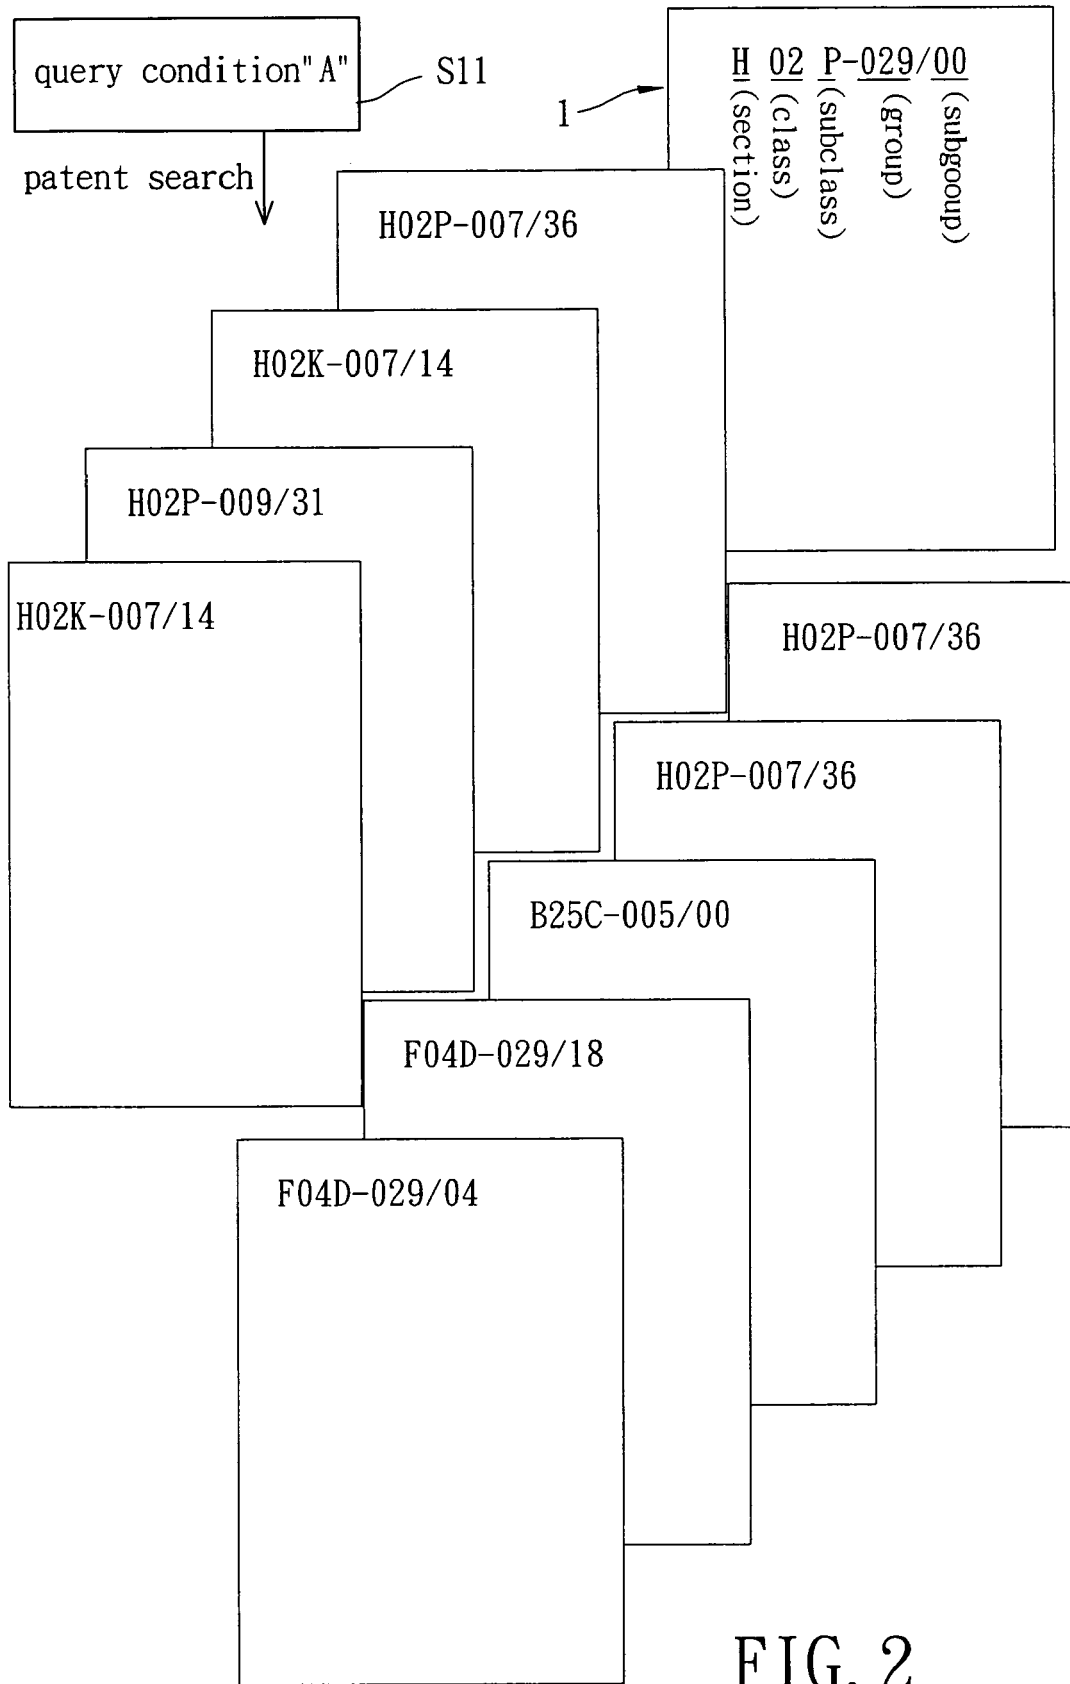 query condition"A"
S11
patent search
1
H 02 P-029/00
(section)
(class)
(subclass)
(group)
(subgooup)
H02P-007/36
H02K-007/14
H02P-009/31
H02K-007/14
H02P-007/36
H02P-007/36
B25C-005/00
F04D-029/18
F04D-029/04
FIG. 2